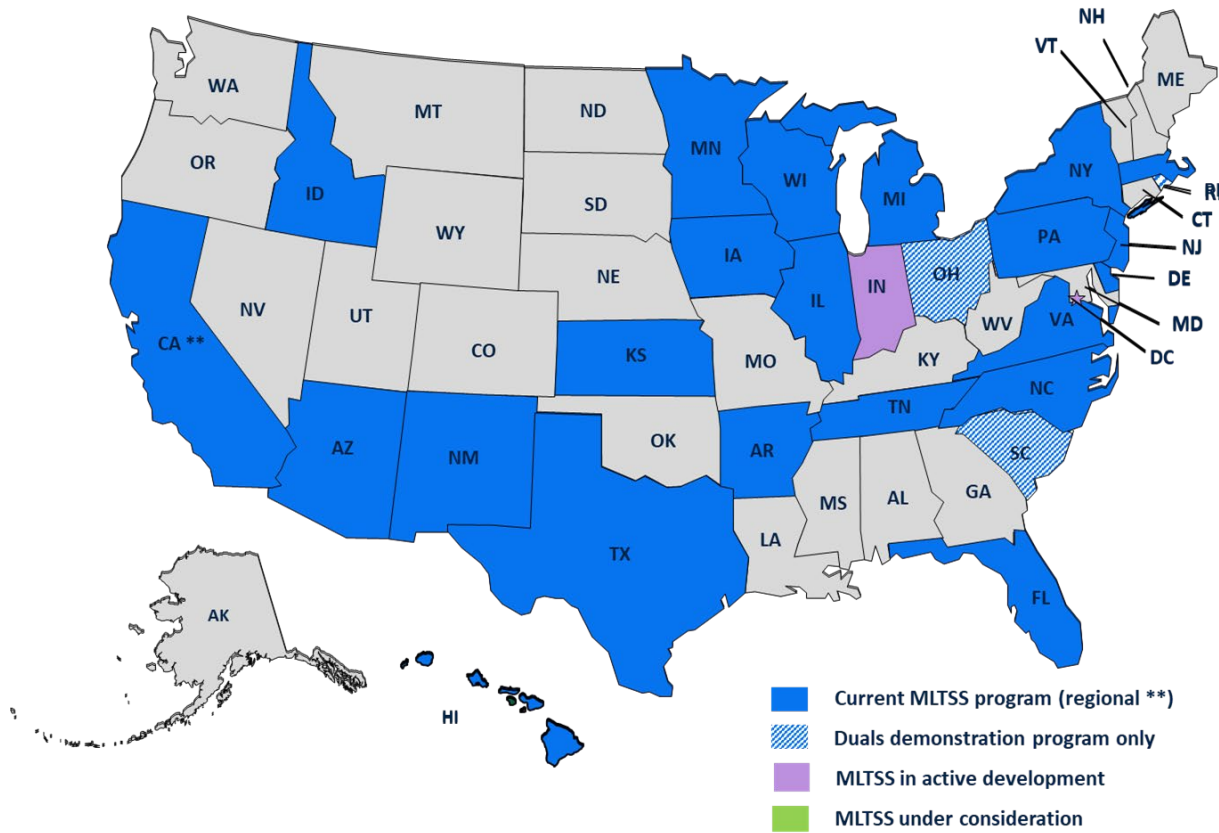 NH
VT
ME
WA
MT
ND
MN
OR
ID
SD
WI
MI
NY
RI
CT
WY
IA
PA
NJ
NE
OH
DE
NV
UT
IL
IN
WV
VA
MD
CA **
CO
KS
MO
KY
DC
NC
TN
AZ
NM
OK
AR
SC
MS
AL
GA
LA
TX
FL
AK
HI
Current MLTSS program (regional **)
Duals demonstration program only
MLTSS in active development
MLTSS under consideration